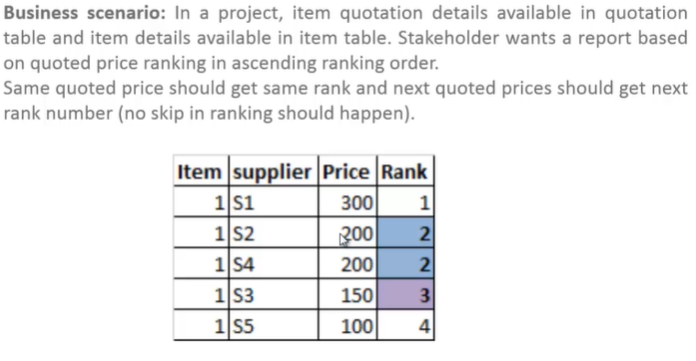 Business scenario: In a project, item quotation details available in quotation
table and item details available in item table. Stakeholder wants a report based
on quoted price ranking in ascending ranking order.
Same quoted price should get same rank and next quoted prices should get next
rank number (no skip in ranking should happen).
Item supplier Price Rank
1 S1 300 1
1 S2 200 2
1 S4 200 2
1 S3 150 3
1 S5 100 4